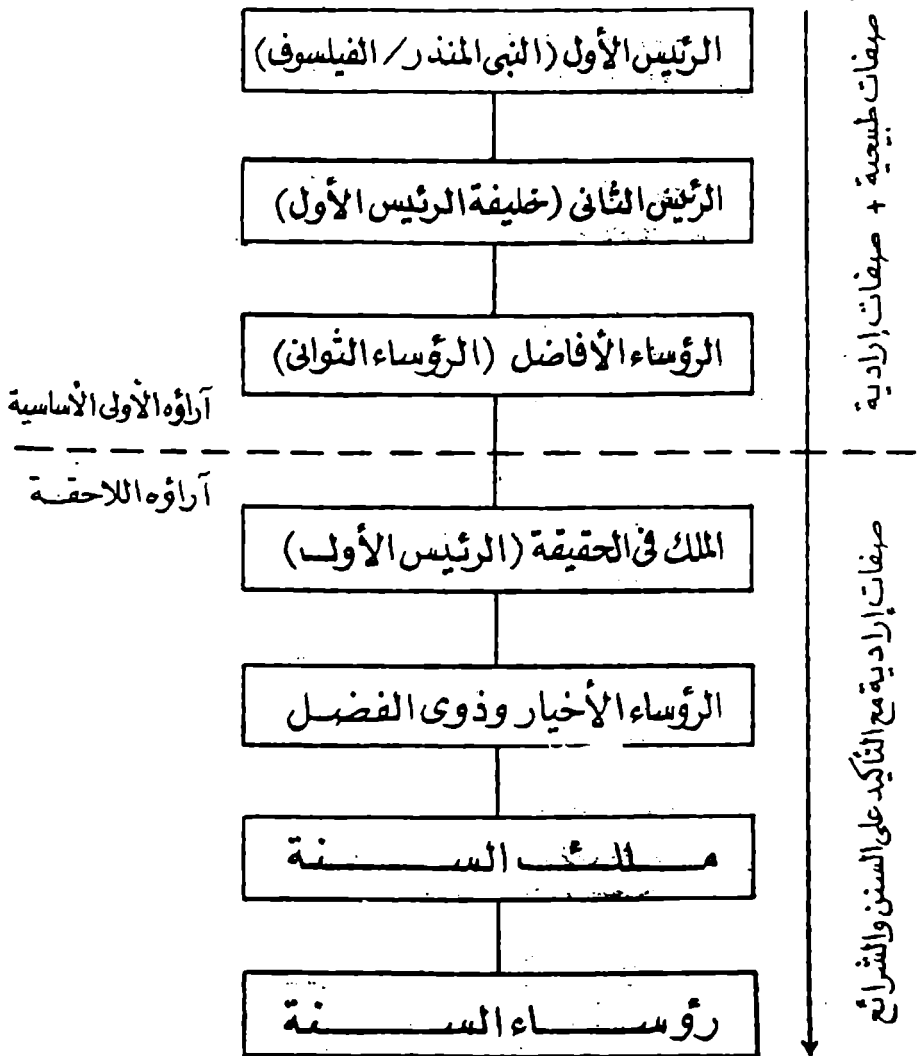 الرئيس الأول (النبى المنذر / الفيلسوف)
الرئيس الثانى (خليفة الرئيس الأول)
الرؤساء الأفاضل (الرؤساء الثوانى)
صفات طبيعية + صفات إرادية
آراؤه الأولى الأساسية
آراؤه اللاحقة
الملك فى الحقيقة (الرئيس الأول)
الرؤساء الأخيار وذوى الفضل
ملك السنة
رؤساء السنة
صفات إرادية مع التأكيد على السنن والشرائع